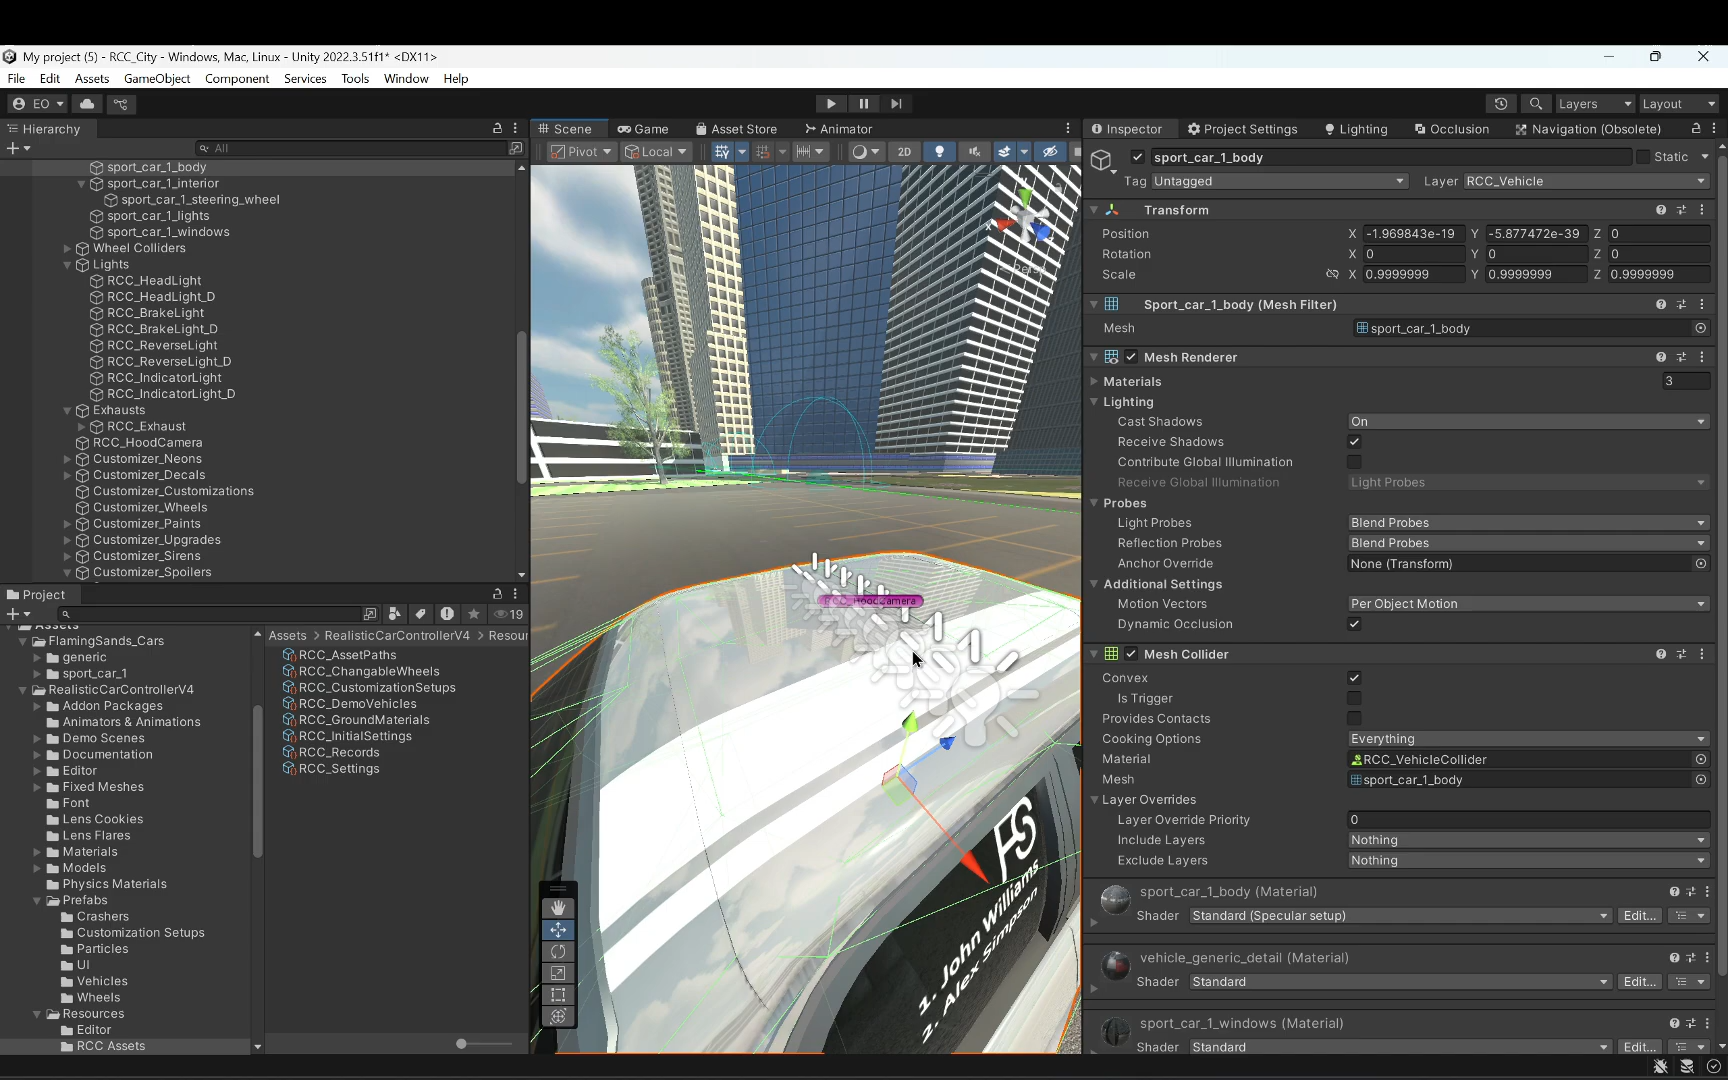 My project (5) - RCC_City - Windows, Mac, Linux - Unity 2022.3.51f1* <DX11>
File Edit Assets GameObject Component Services Tools Window Help
EO Layers Layout
Hierarchy
All
sport_car_1_body
sport_car_1_interior
sport_car_1_steering_wheel
sport_car_1_lights
sport_car_1_windows
Wheel Colliders
Lights
RCC_HeadLight
RCC_HeadLight_D
RCC_BrakeLight
RCC_BrakeLight_D
RCC_ReverseLight
RCC_ReverseLight_D
RCC_IndicatorLight
RCC_IndicatorLight_D
Exhausts
RCC_Exhaust
RCC_HoodCamera
Customizer_Neons
Customizer_Decals
Customizer_Customizations
Customizer_Wheels
Customizer_Paints
Customizer_Upgrades
Customizer_Sirens
Customizer_Spoilers
Project
19
Assets
FlamingSands_Cars
generic
sport_car_1
RealisticCarControllerV4
Addon Packages
Animators & Animations
Demo Scenes
Documentation
Editor
Fixed Meshes
Font
Lens Cookies
Lens Flares
Materials
Models
Physics Materials
Prefabs
Crashers
Customization Setups
Particles
UI
Vehicles
Wheels
Resources
Editor
RCC Assets
Assets > RealisticCarControllerV4 > Resour
RCC_AssetPaths
RCC_ChangableWheels
RCC_CustomizationSetups
RCC_DemoVehicles
RCC_GroundMaterials
RCC_InitialSettings
RCC_Records
RCC_Settings
Scene Game Asset Store Animator
Pivot Local 2D
x
Persp
RCC_HoodCamera
FS
1. John Williams
2. Alex Simpson
Inspector Project Settings Lighting Occlusion Navigation (Obsolete)
sport_car_1_body Static
Tag Untagged Layer RCC_Vehicle
Transform
Position X -1.969843e-19 Y -5.877472e-39 Z 0
Rotation X 0 Y 0 Z 0
Scale X 0.9999999 Y 0.9999999 Z 0.9999999
Sport_car_1_body (Mesh Filter)
Mesh sport_car_1_body
Mesh Renderer
Materials 3
Lighting
Cast Shadows On
Receive Shadows
Contribute Global Illumination
Receive Global Illumination Light Probes
Probes
Light Probes Blend Probes
Reflection Probes Blend Probes
Anchor Override None (Transform)
Additional Settings
Motion Vectors Per Object Motion
Dynamic Occlusion
Mesh Collider
Convex
Is Trigger
Provides Contacts
Cooking Options Everything
Material RCC_VehicleCollider
Mesh sport_car_1_body
Layer Overrides
Layer Override Priority 0
Include Layers Nothing
Exclude Layers Nothing
sport_car_1_body (Material)
Shader Standard (Specular setup) Edit...
vehicle_generic_detail (Material)
Shader Standard Edit...
sport_car_1_windows (Material)
Shader Standard Edit...